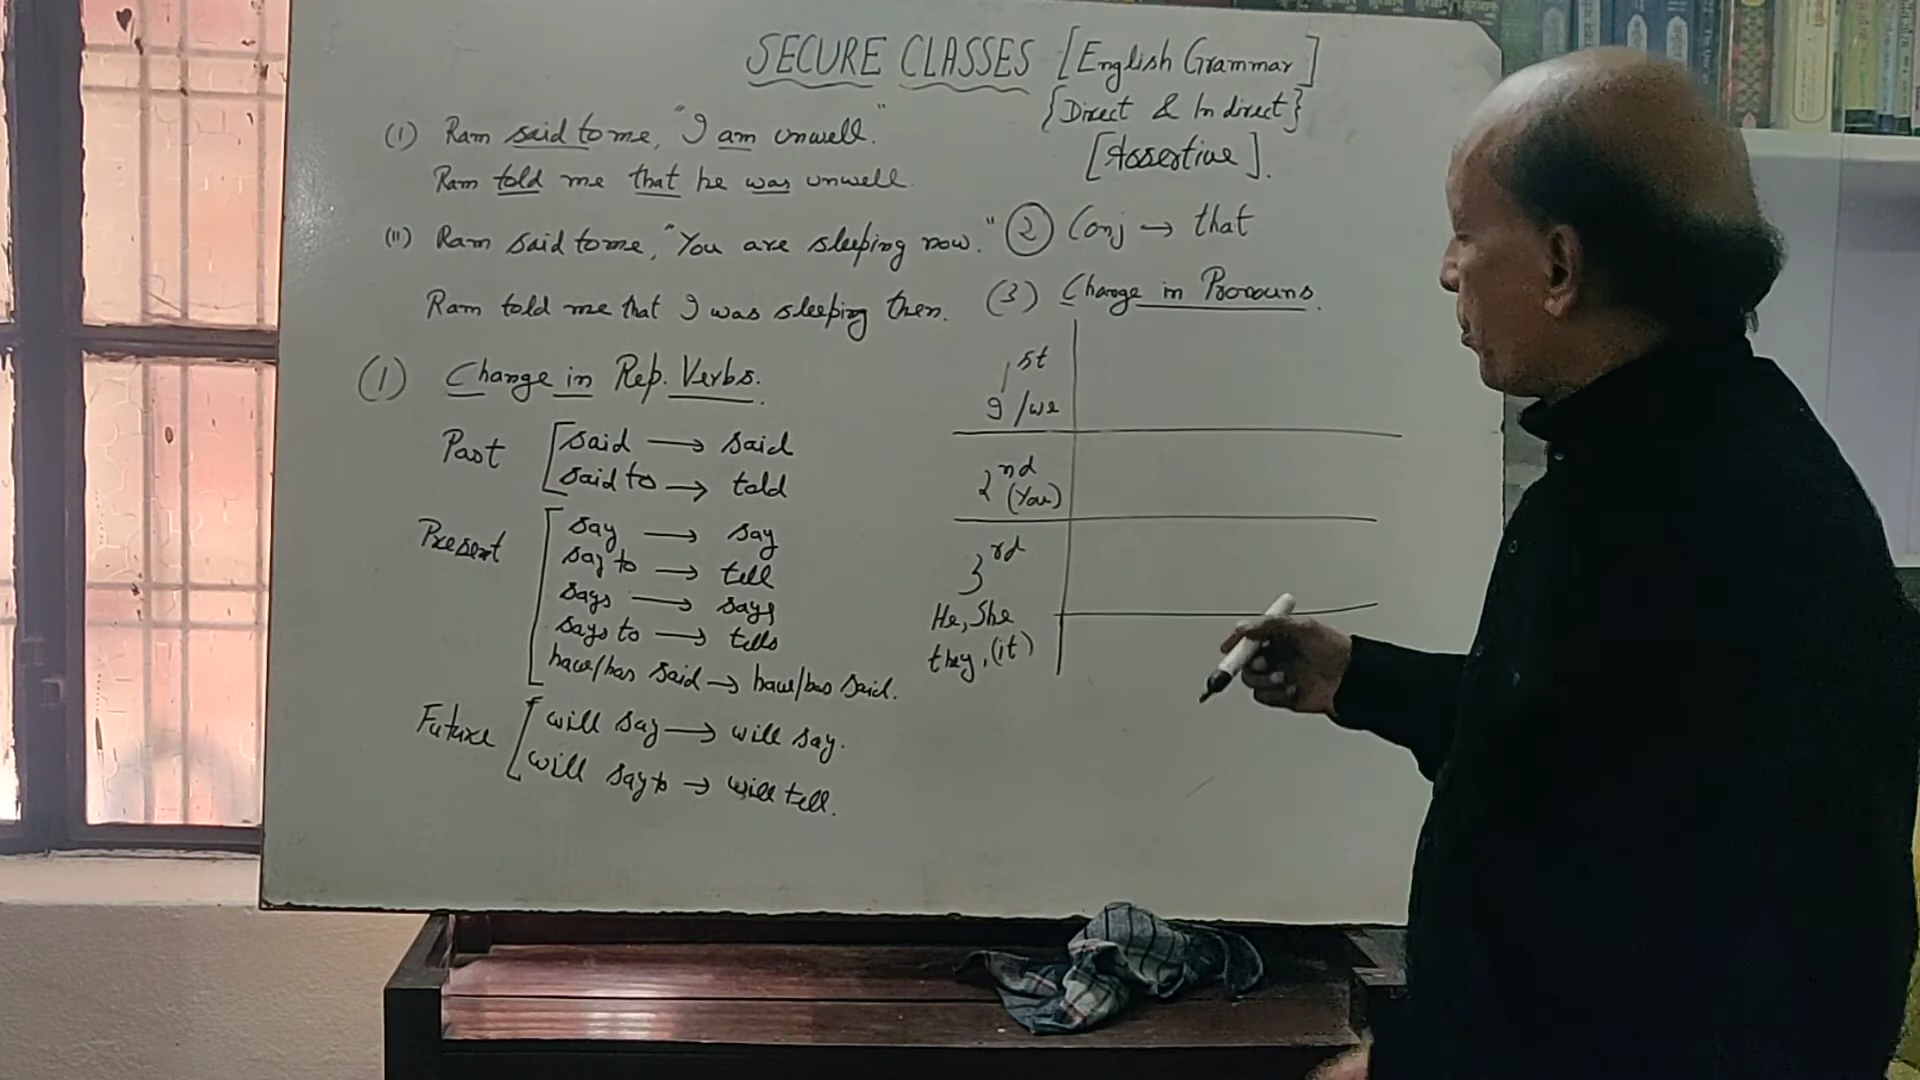 SECURE CLASSES [English Grammar]
{Direct & Indirect}
[Assertive].
(I) Ram said to me, "I am unwell."
Ram told me that he was unwell.
(II) Ram said to me, "You are sleeping now."
Ram told me that I was sleeping then.
(1) Change in Rep. Verbs.
Past [said → said
said to → told
Present [say → say
say to → tell
says → says
says to → tells
have/has said → have/has said.
Future [will say → will say.
will say to → will tell.
(2) Conj → that
(3) Change in Pronouns.
1st
I/we
2nd
(You)
3rd
He, She
they, (it)